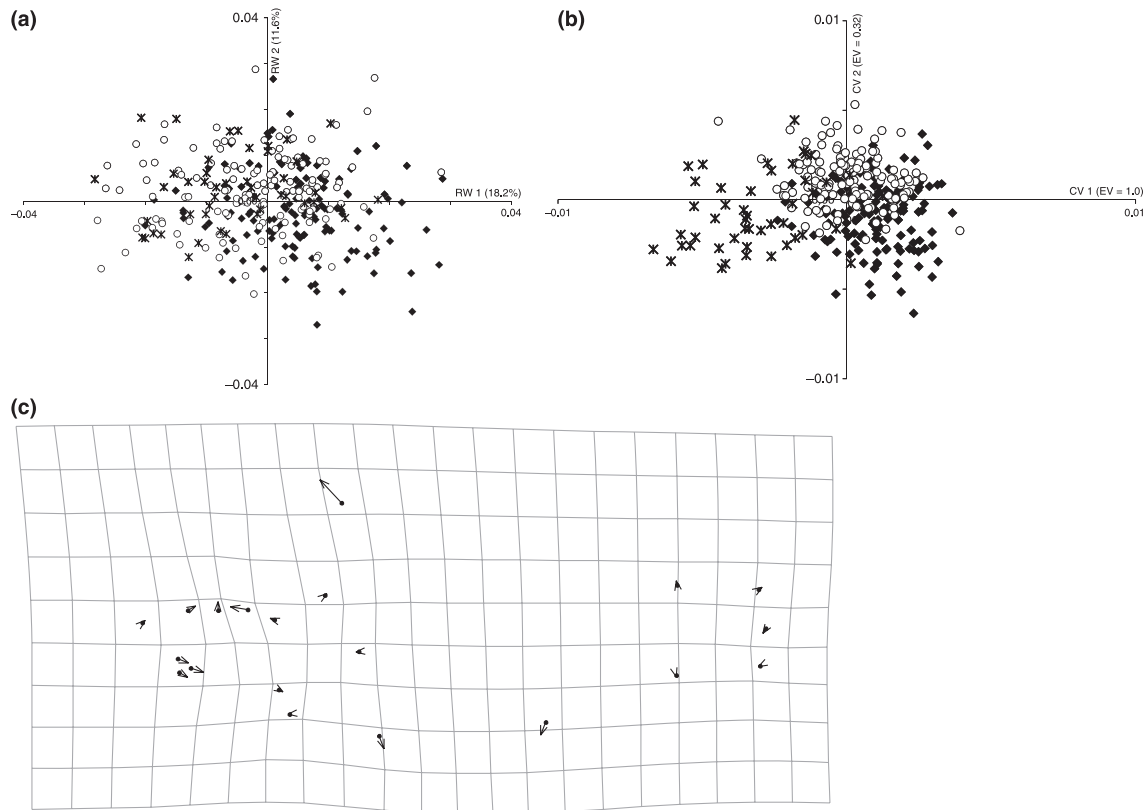 (a)
0.04
RW 2 (11.6%)
RW 1 (18.2%)
−0.04
0.04
−0.04
(b)
0.01
CV 2 (EV = 0.32)
CV 1 (EV = 1.0)
−0.01
0.01
−0.01
(c)